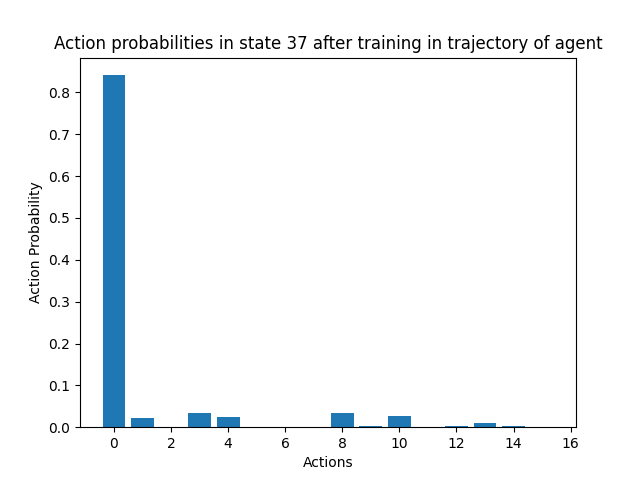 Action probabilities in state 37 after training in trajectory of agent
Action Probability
0.8
0.7
0.6
0.5
0.4
0.3
0.2
0.1
0.0
0 2 4 6 8 10 12 14 16
Actions